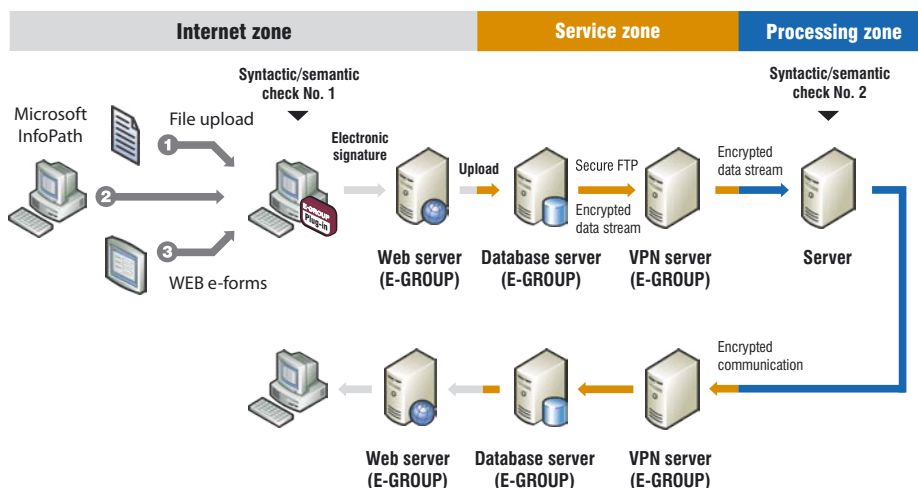 Internet zone
Service zone
Processing zone
Syntactic/semantic
check No. 1
Syntactic/semantic
check No. 2
Microsoft
InfoPath
1
File upload
2
3
WEB e-forms
E-GROUP
Plug-in
Electronic
signature
Upload
Secure FTP
Encrypted
data stream
Encrypted
data stream
Web server
(E-GROUP)
Database server
(E-GROUP)
VPN server
(E-GROUP)
Server
Encrypted
communication
Web server
(E-GROUP)
Database server
(E-GROUP)
VPN server
(E-GROUP)